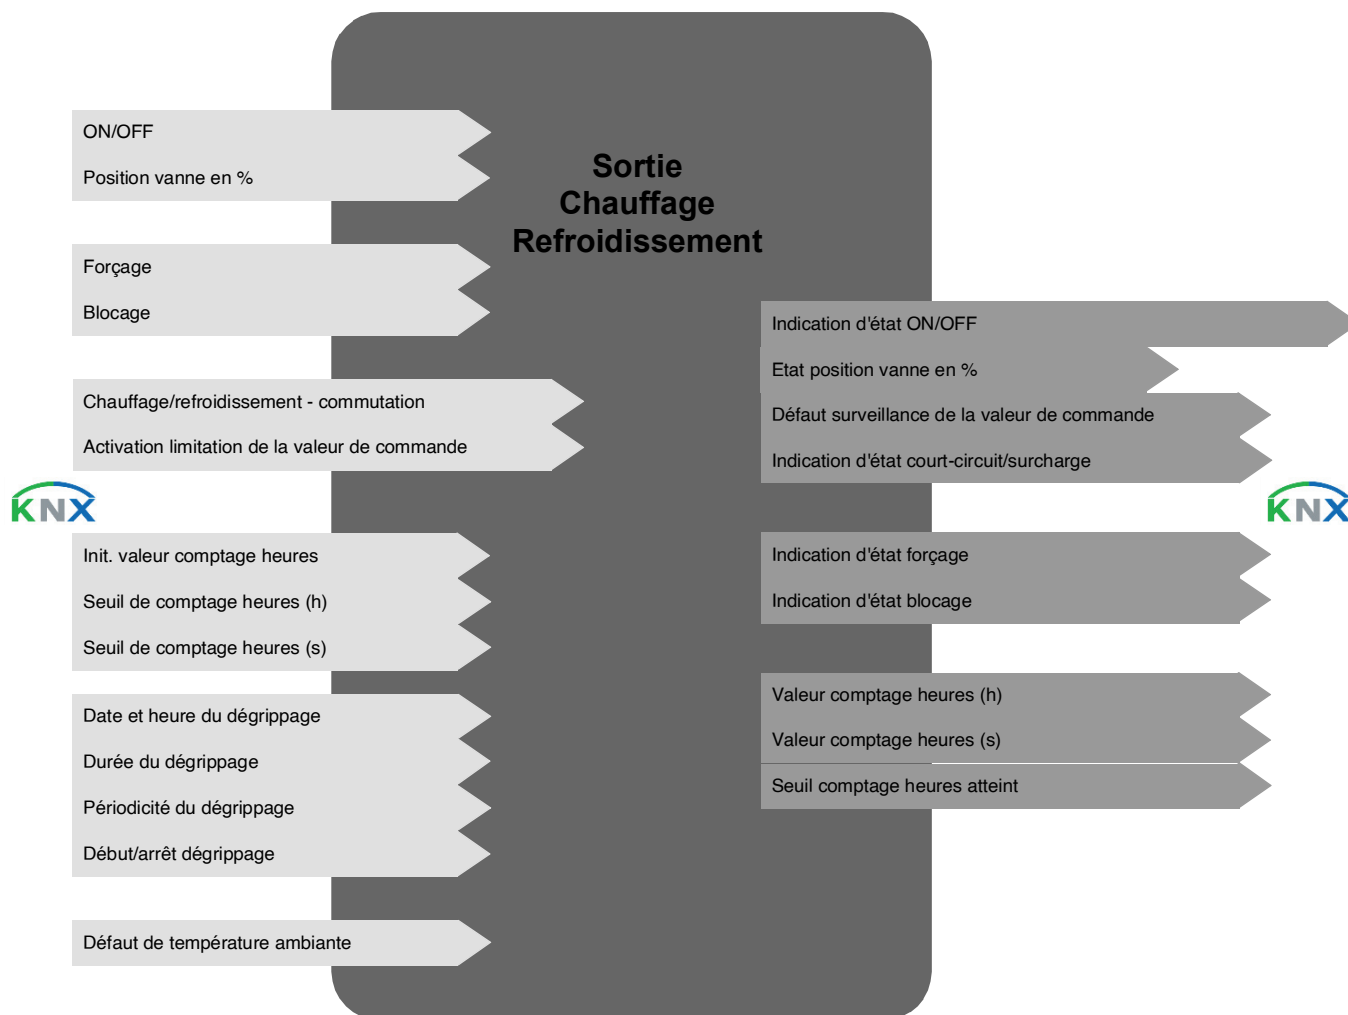 Sortie
Chauffage
Refroidissement
ON/OFF
Position vanne en %
Forçage
Blocage
Chauffage/refroidissement - commutation
Activation limitation de la valeur de commande
KNX
Init. valeur comptage heures
Seuil de comptage heures (h)
Seuil de comptage heures (s)
Date et heure du dégrippage
Durée du dégrippage
Périodicité du dégrippage
Début/arrêt dégrippage
Défaut de température ambiante
Indication d'état ON/OFF
Etat position vanne en %
Défaut surveillance de la valeur de commande
Indication d'état court-circuit/surcharge
KNX
Indication d'état forçage
Indication d'état blocage
Valeur comptage heures (h)
Valeur comptage heures (s)
Seuil comptage heures atteint